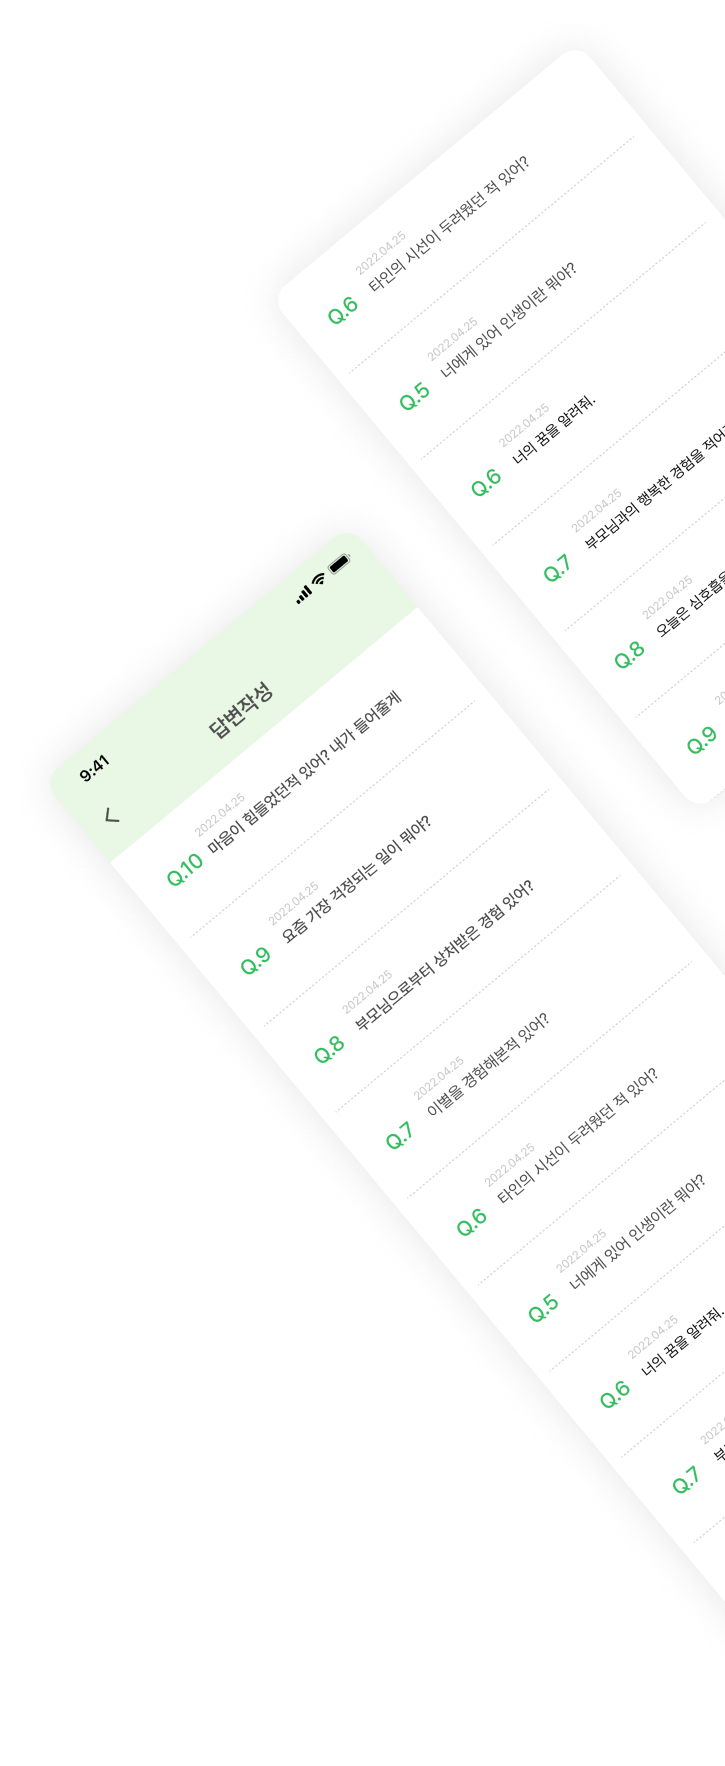 2022.04.25
Q.6 타인의 시선이 두려웠던 적 있어?
2022.04.25
Q.5 너에게 있어 인생이란 뭐야?
2022.04.25
Q.6 너의 꿈을 알려줘.
2022.04.25
Q.7 부모님과의 행복한 경험을 적어
2022.04.25
Q.8 오늘은 심호흡을
Q.9
9:41
답변작성
2022.04.25
Q.10 마음이 힘들었던적 있어? 내가 들어줄게
2022.04.25
Q.9 요즘 가장 걱정되는 일이 뭐야?
2022.04.25
Q.8 부모님으로부터 상처받은 경험 있어?
2022.04.25
Q.7 이별을 경험해본적 있어?
2022.04.25
Q.6 타인의 시선이 두려웠던 적 있어?
2022.04.25
Q.5 너에게 있어 인생이란 뭐야?
2022.04.25
Q.6 너의 꿈을 알려줘.
2022.
Q.7